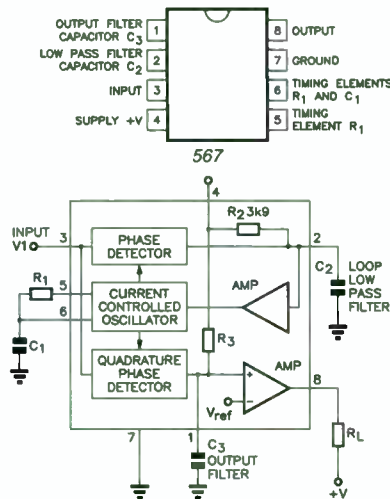 OUTPUT FILTER
CAPACITOR C3
1
8
OUTPUT
LOW PASS FILTER
CAPACITOR C2
2
7
GROUND
INPUT
3
6
TIMING ELEMENTS
R1 AND C1
SUPPLY +V
4
5
TIMING
ELEMENT R1
567
4
R2 3k9
INPUT
V1
3
PHASE
DETECTOR
2
C2
LOOP
LOW
PASS
FILTER
R1
5
6
CURRENT
CONTROLLED
OSCILLATOR
AMP
C1
R3
QUADRATURE
PHASE
DETECTOR
AMP
+
−
8
Vref
RL
7
1
C3
OUTPUT
FILTER
+V